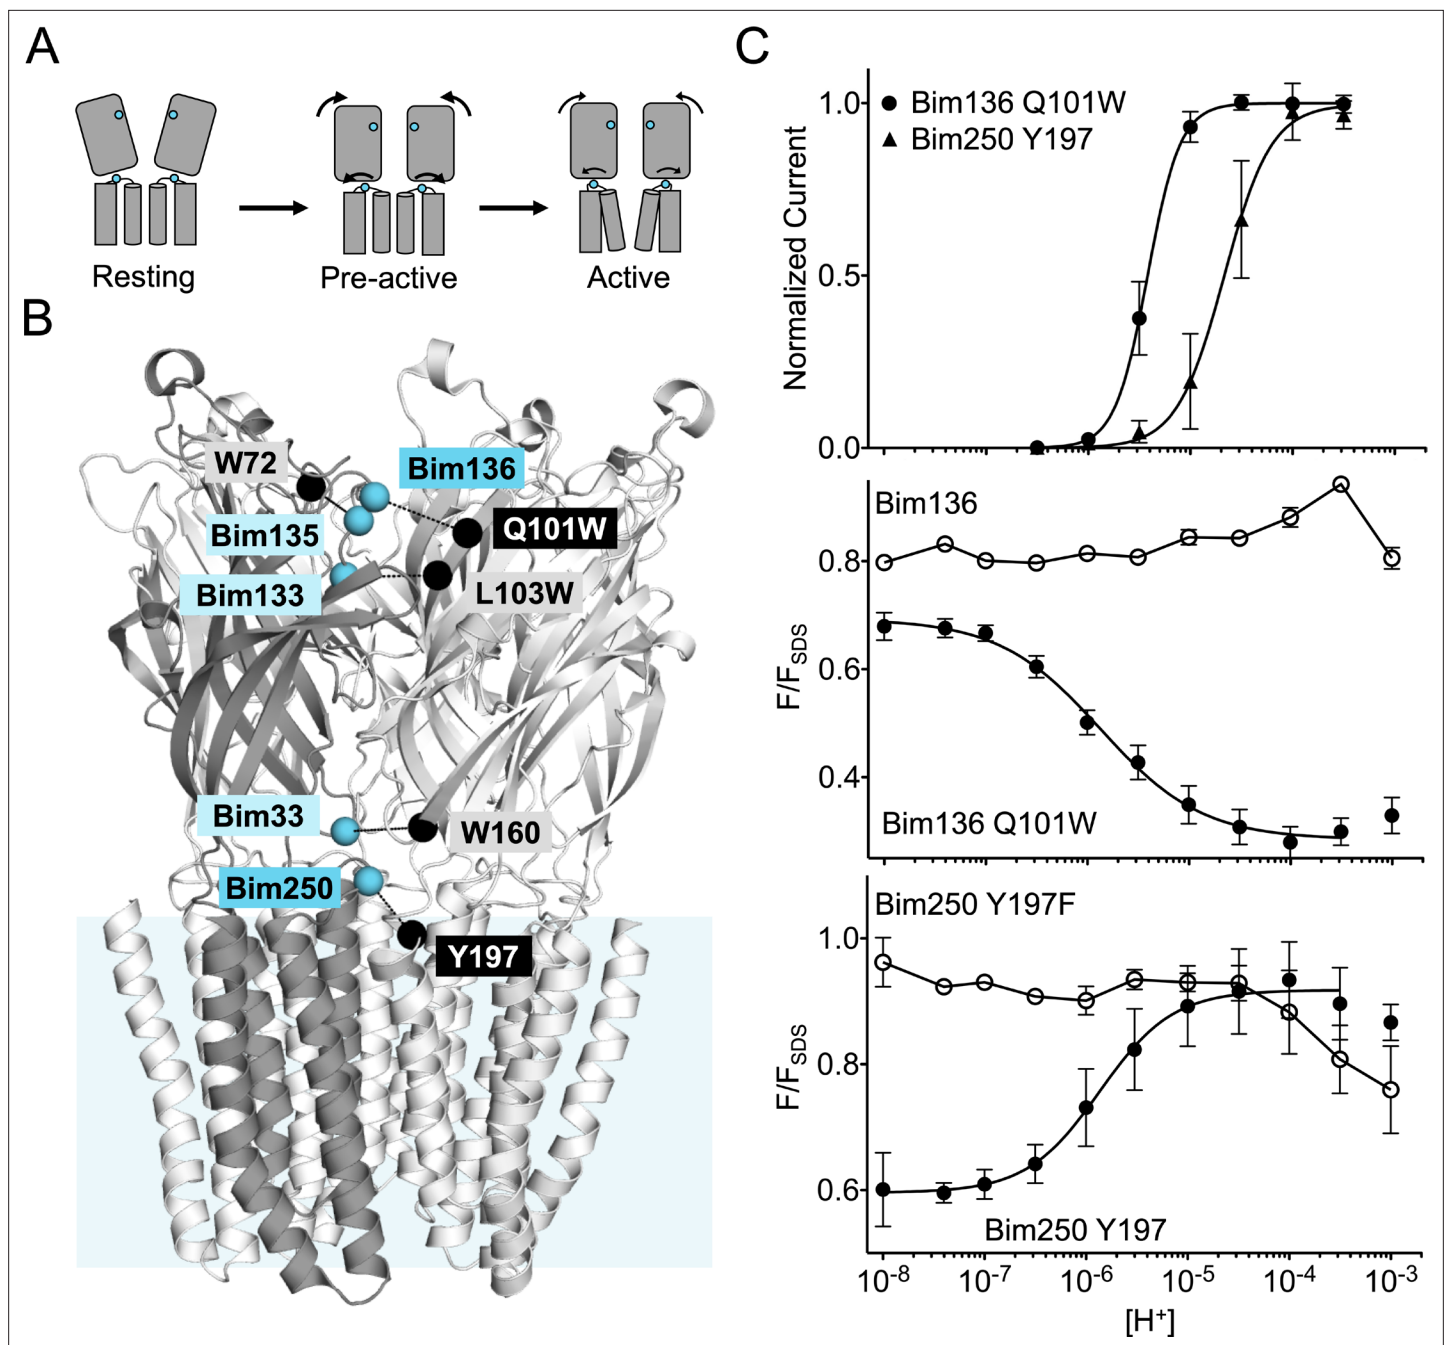 A
Resting
Pre-active
Active
B
W72
Bim136
Bim135
Q101W
Bim133
L103W
Bim33
W160
Bim250
Y197
C
Normalized Current
1.0
0.5
0.0
Bim136 Q101W
Bim250 Y197
F/F_SDS
0.8
0.6
0.4
Bim136
Bim136 Q101W
F/F_SDS
1.0
0.8
0.6
Bim250 Y197F
Bim250 Y197
10⁻⁸ 10⁻⁷ 10⁻⁶ 10⁻⁵ 10⁻⁴ 10⁻³
[H⁺]